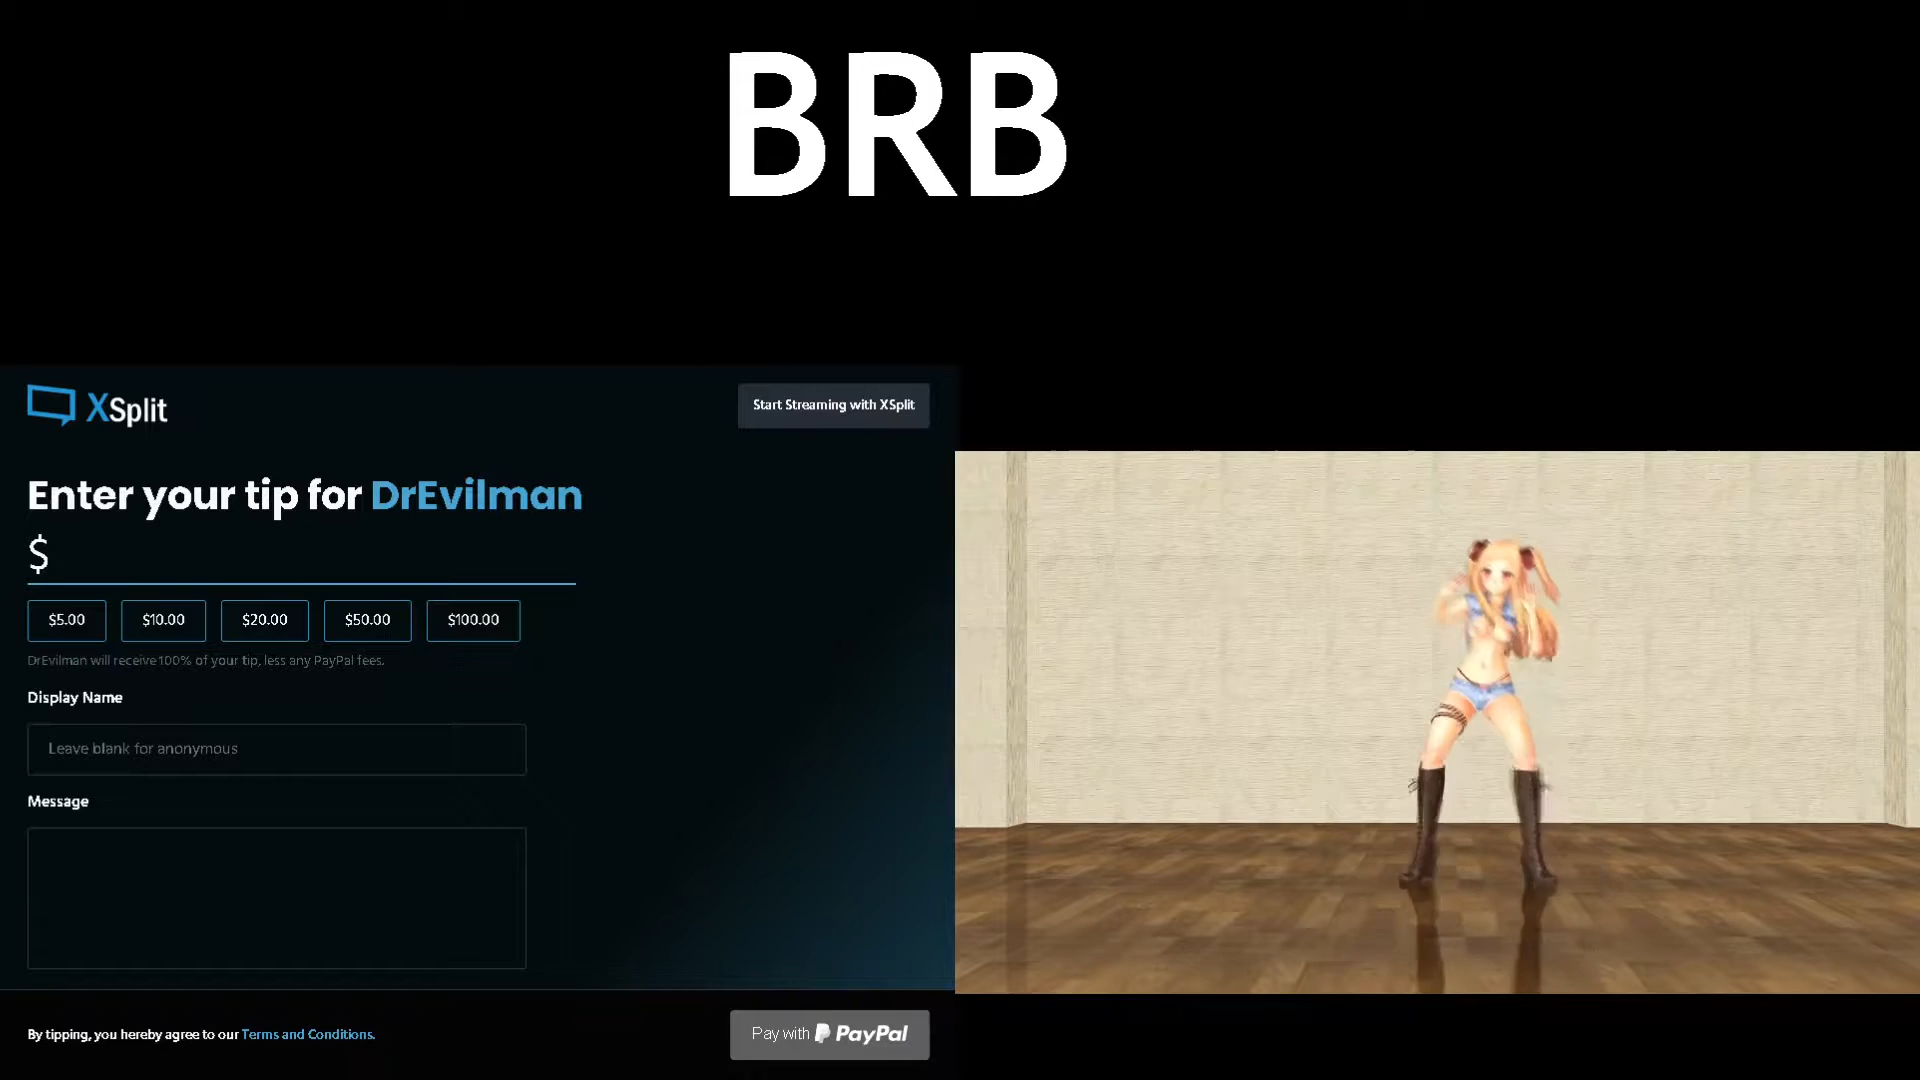 BRB
XSplit
Start Streaming with XSplit
Enter your tip for DrEvilman
$
$5.00
$10.00
$20.00
$50.00
$100.00
DrEvilman will receive 100% of your tip, less any PayPal fees.
Display Name
Leave blank for anonymous
Message
By tipping, you hereby agree to our Terms and Conditions.
Pay with PayPal